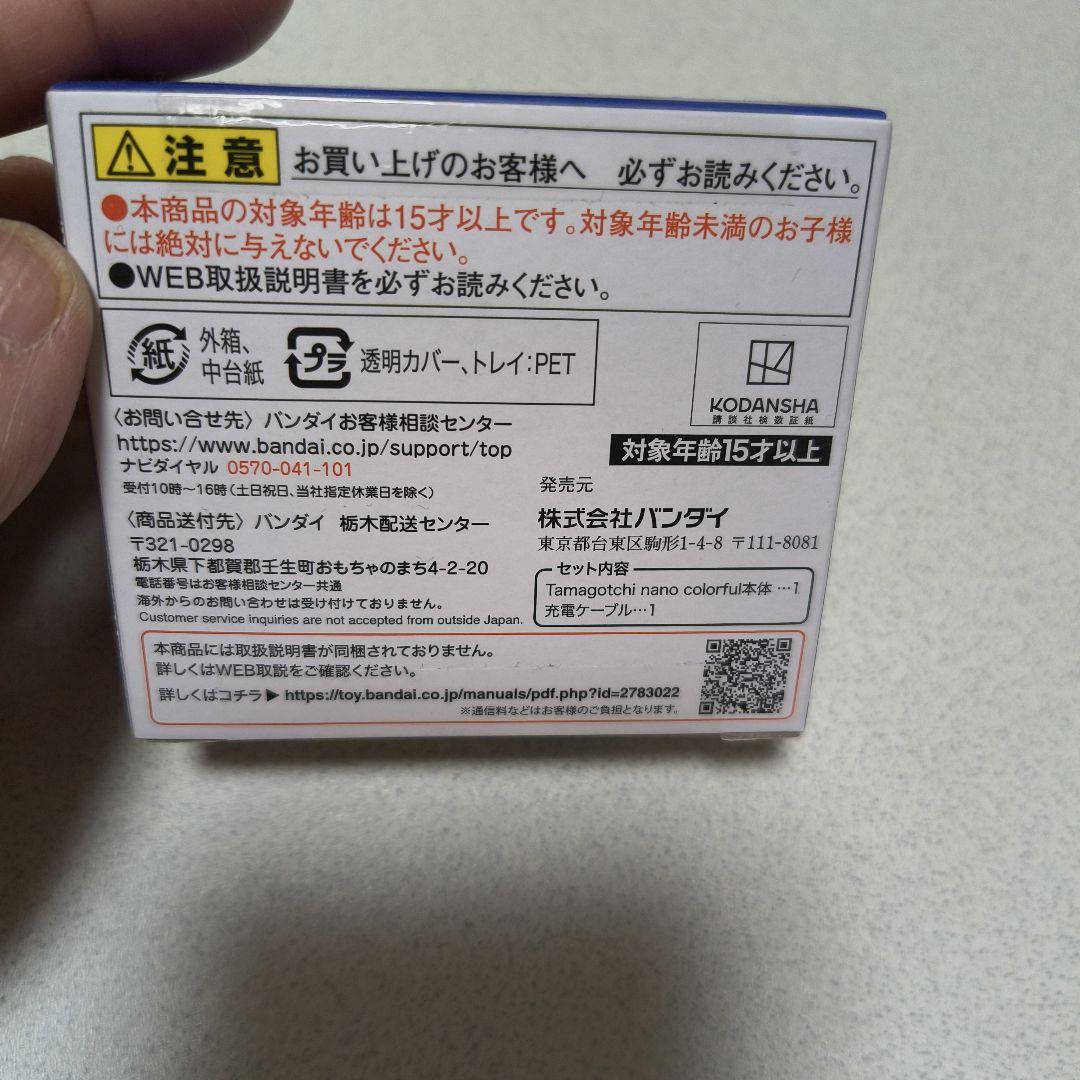 注意 お買い上げのお客様へ 必ずお読みください。
●本商品の対象年齢は15才以上です。対象年齢未満のお子様
には絶対に与えないでください。
●WEB取扱説明書を必ずお読みください。
紙 外箱、
中台紙
プラ 透明カバー、トレイ:PET
KODANSHA
講談社検数証紙
〈お問い合せ先〉バンダイお客様相談センター
https://www.bandai.co.jp/support/top
ナビダイヤル 0570-041-101
受付10時〜16時(土日祝日、当社指定休業日を除く)
対象年齢15才以上
〈商品送付先〉バンダイ 栃木配送センター
〒321-0298
栃木県下都賀郡壬生町おもちゃのまち4-2-20
電話番号はお客様相談センター共通
海外からのお問い合わせは受け付けておりません。
Customer service inquiries are not accepted from outside Japan.
発売元
株式会社バンダイ
東京都台東区駒形1-4-8 〒111-8081
セット内容
Tamagotchi nano colorful本体…1
充電ケーブル…1
本商品には取扱説明書が同梱されておりません。
詳しくはWEB取説をご確認ください。
詳しくはコチラ▶https://toy.bandai.co.jp/manuals/pdf.php?id=2783022
※通信料などはお客様のご負担となります。